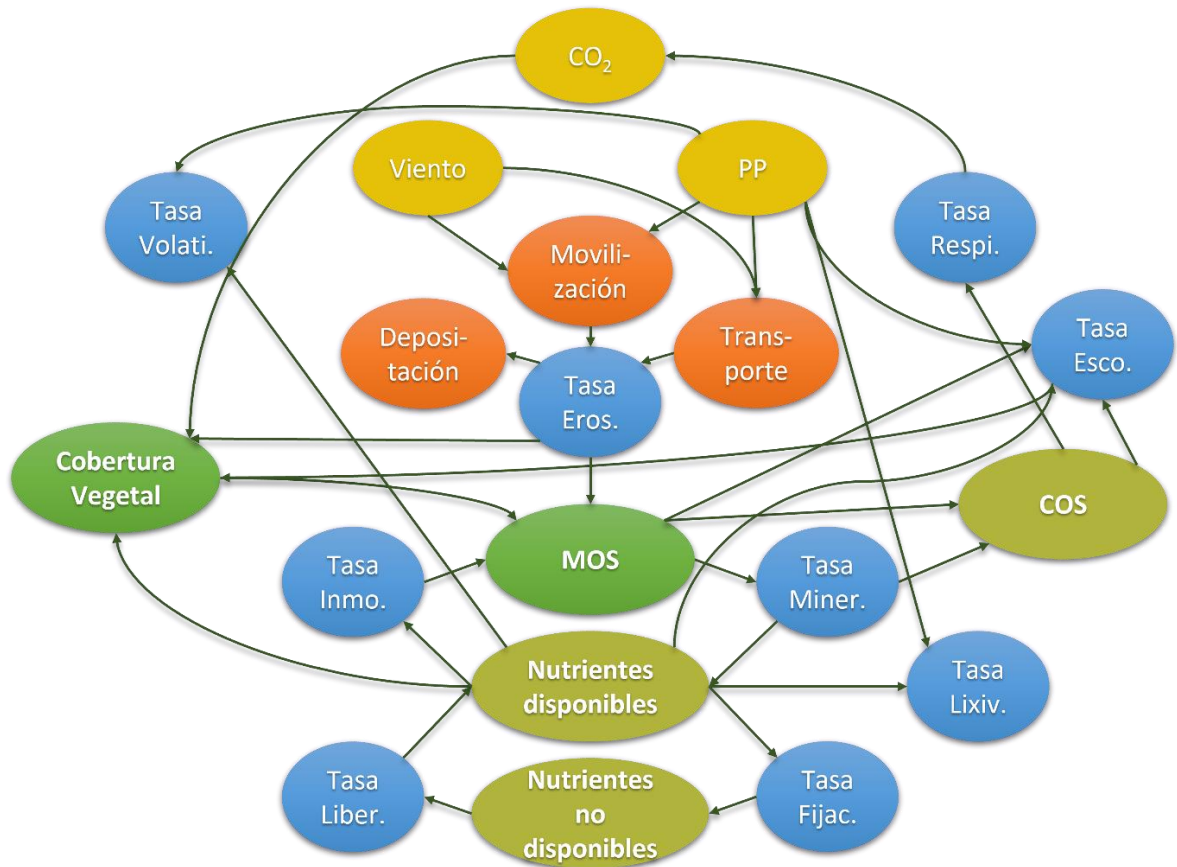 CO₂
Viento
PP
Tasa
Volati.
Tasa
Respi.
Movili-
zación
Deposi-
tación
Trans-
porte
Tasa
Esco.
Tasa
Eros.
Cobertura
Vegetal
COS
MOS
Tasa
Inmo.
Tasa
Miner.
Nutrientes
disponibles
Tasa
Lixiv.
Tasa
Liber.
Nutrientes
no
disponibles
Tasa
Fijac.